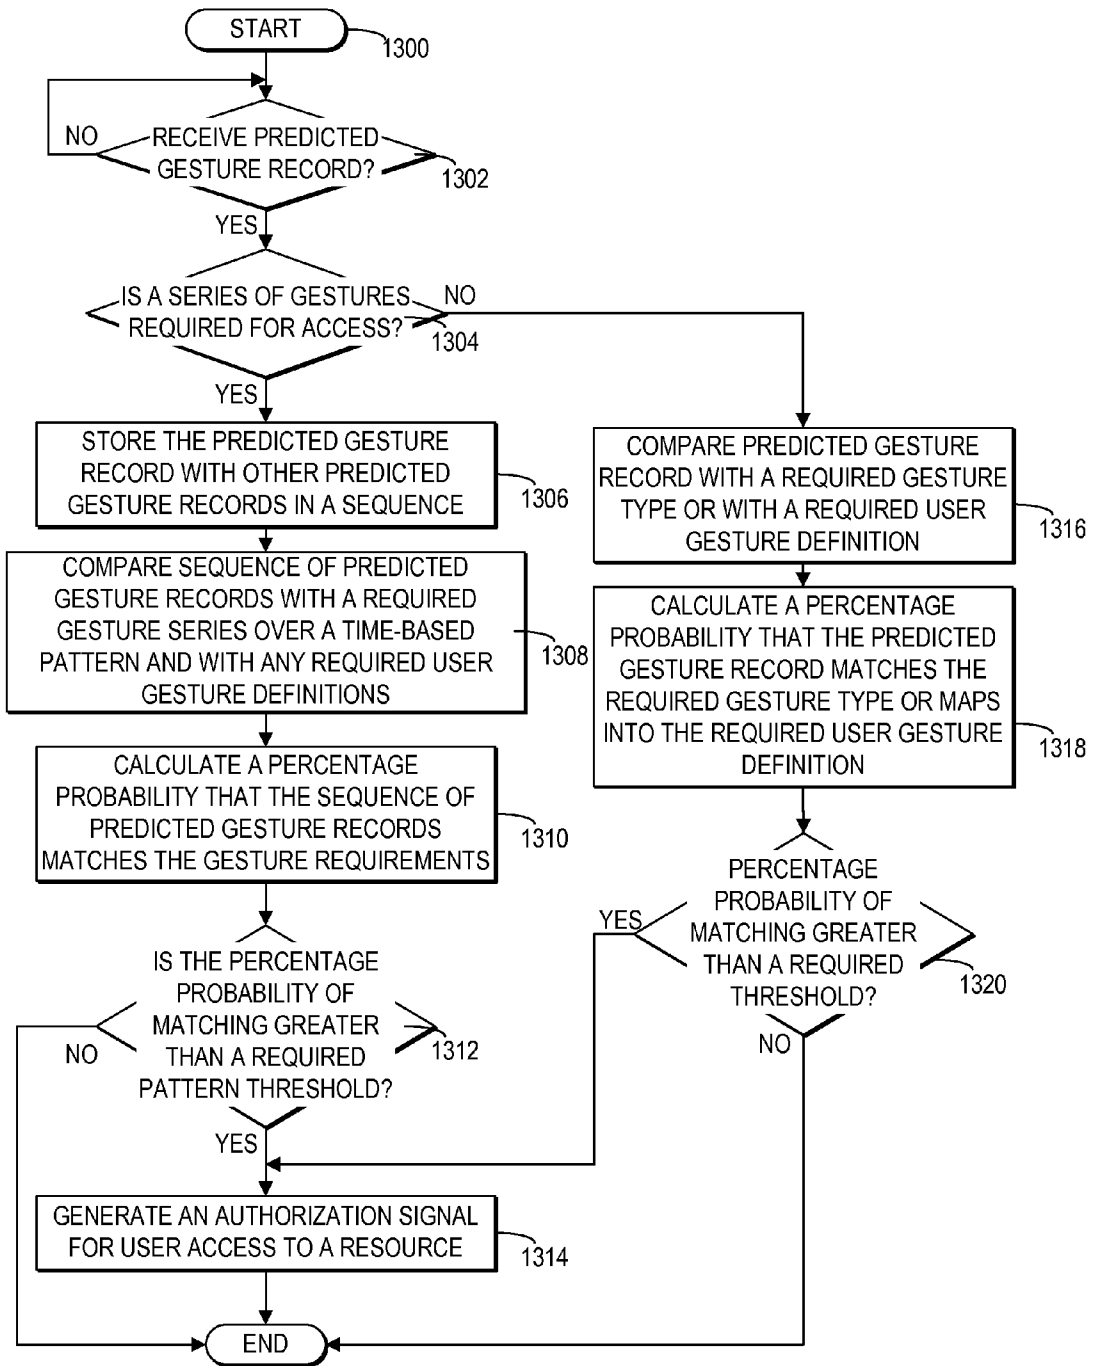 START
1300
NO
RECEIVE PREDICTED
GESTURE RECORD?
1302
YES
IS A SERIES OF GESTURES
REQUIRED FOR ACCESS?
NO
1304
YES
STORE THE PREDICTED GESTURE
RECORD WITH OTHER PREDICTED
GESTURE RECORDS IN A SEQUENCE
1306
COMPARE SEQUENCE OF PREDICTED
GESTURE RECORDS WITH A REQUIRED
GESTURE SERIES OVER A TIME-BASED
PATTERN AND WITH ANY REQUIRED USER
GESTURE DEFINITIONS
1308
CALCULATE A PERCENTAGE
PROBABILITY THAT THE SEQUENCE OF
PREDICTED GESTURE RECORDS
MATCHES THE GESTURE REQUIREMENTS
1310
IS THE PERCENTAGE
PROBABILITY OF
MATCHING GREATER
THAN A REQUIRED
PATTERN THRESHOLD?
1312
NO
YES
GENERATE AN AUTHORIZATION SIGNAL
FOR USER ACCESS TO A RESOURCE
1314
END
COMPARE PREDICTED GESTURE
RECORD WITH A REQUIRED GESTURE
TYPE OR WITH A REQUIRED USER
GESTURE DEFINITION
1316
CALCULATE A PERCENTAGE
PROBABILITY THAT THE PREDICTED
GESTURE RECORD MATCHES THE
REQUIRED GESTURE TYPE OR MAPS
INTO THE REQUIRED USER GESTURE
DEFINITION
1318
PERCENTAGE
PROBABILITY OF
MATCHING GREATER
THAN A REQUIRED
THRESHOLD?
1320
YES
NO